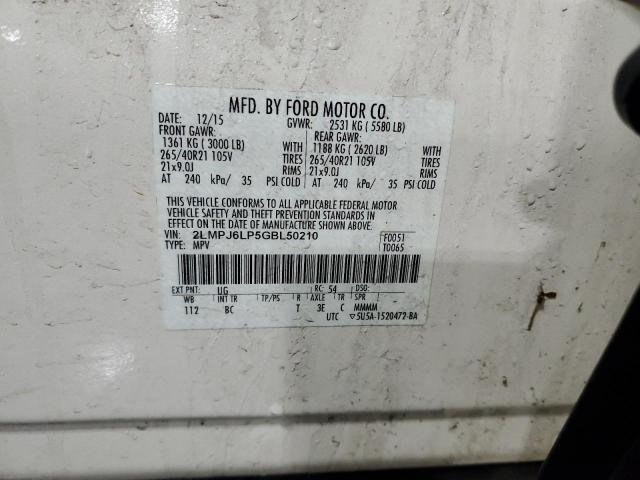 MFD. BY FORD MOTOR CO.
DATE: 12/15 GVWR: 2531 KG ( 5580 LB)
FRONT GAWR: REAR GAWR:
1361 KG ( 3000 LB) WITH 1188 KG ( 2620 LB) WITH
265/40R21 105V TIRES 265/40R21 105V TIRES
21x9.0J RIMS 21x9.0J RIMS
AT 240 kPa/ 35 PSI COLD AT 240 kPa/ 35 PSI COLD
THIS VEHICLE CONFORMS TO ALL APPLICABLE FEDERAL MOTOR
VEHICLE SAFETY AND THEFT PREVENTION STANDARDS IN
EFFECT ON THE DATE OF MANUFACTURE SHOWN ABOVE.
VIN: 2LMPJ6LP5GBL50210 F0051
TYPE: MPV T0065
EXT PNT: UG RC: 54 DSO:
WB INT TR TP/PS R AXLE TR SPR
112 BC T 3E C MMMM
UTC ▽5U5A-1520472-BA